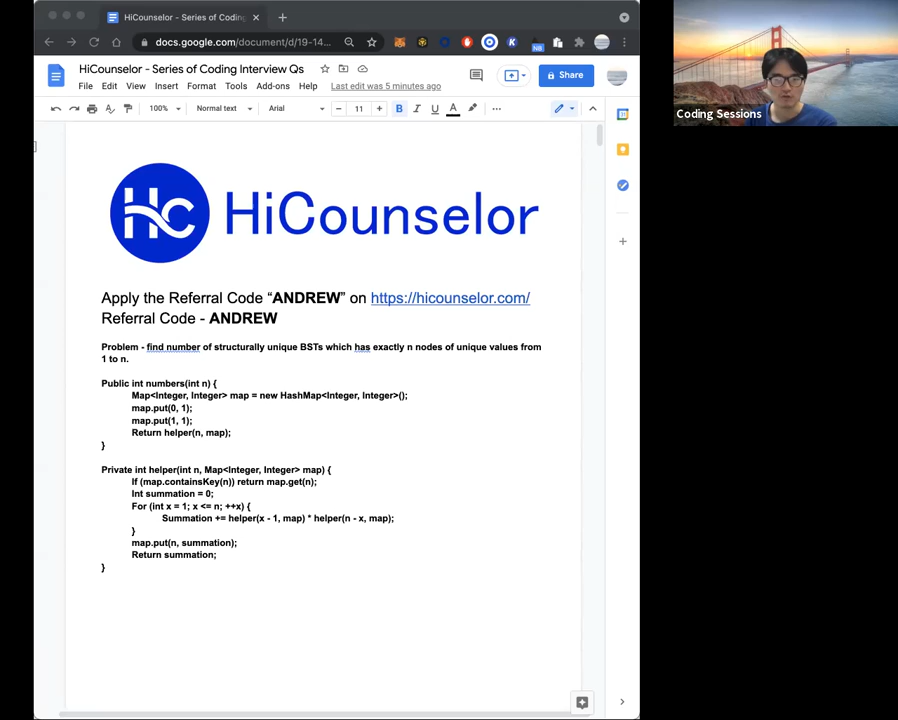 HiCounselor - Series of Coding
docs.google.com/document/d/19-14...
HiCounselor - Series of Coding Interview Qs
File Edit View Insert Format Tools Add-ons Help Last edit was 5 minutes ago
Share
100% Normal text Arial 11 B I U A
Coding Sessions
Hc HiCounselor
Apply the Referral Code “ANDREW” on https://hicounselor.com/
Referral Code - ANDREW
Problem - find number of structurally unique BSTs which has exactly n nodes of unique values from
1 to n.
Public int numbers(int n) {
Map<Integer, Integer> map = new HashMap<Integer, Integer>();
map.put(0, 1);
map.put(1, 1);
Return helper(n, map);
}
Private int helper(int n, Map<Integer, Integer> map) {
If (map.containsKey(n)) return map.get(n);
Int summation = 0;
For (int x = 1; x <= n; ++x) {
Summation += helper(x - 1, map) * helper(n - x, map);
}
map.put(n, summation);
Return summation;
}